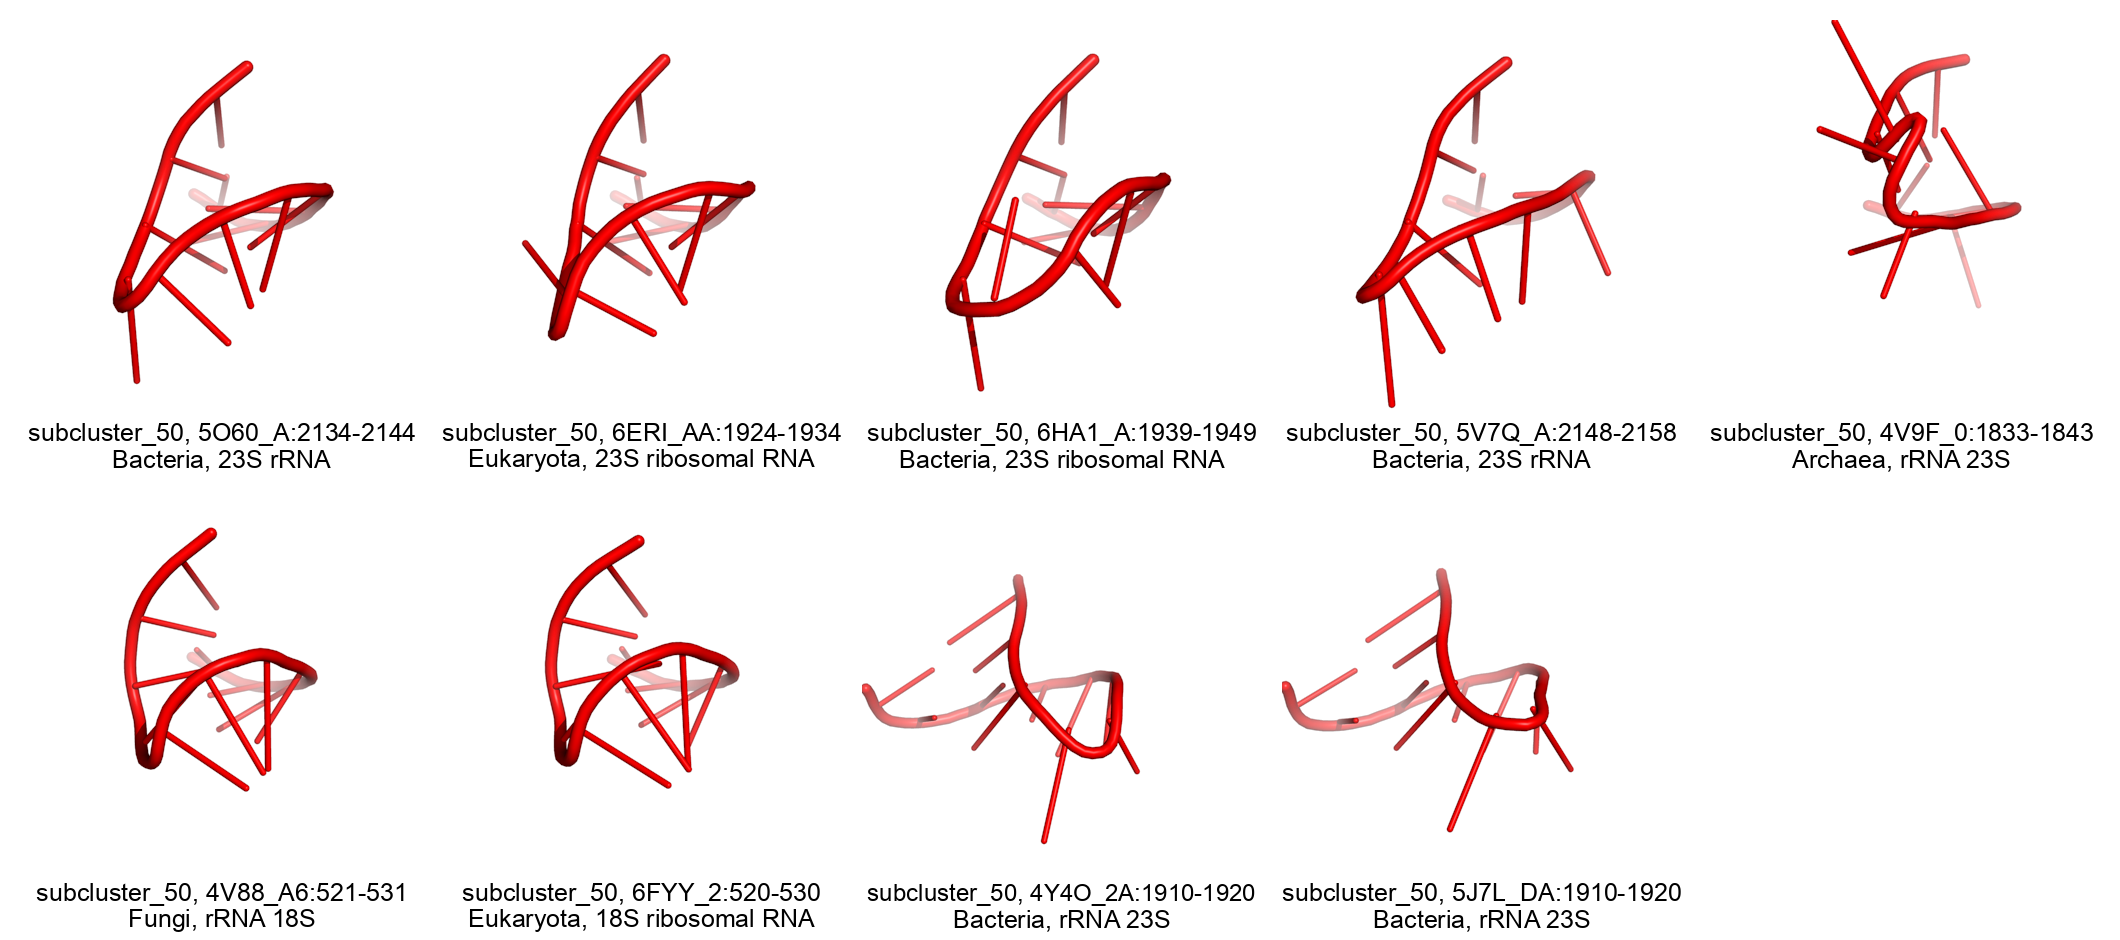 subcluster_50, 5O60_A:2134-2144
Bacteria, 23S rRNA
subcluster_50, 6ERI_AA:1924-1934
Eukaryota, 23S ribosomal RNA
subcluster_50, 6HA1_A:1939-1949
Bacteria, 23S ribosomal RNA
subcluster_50, 5V7Q_A:2148-2158
Bacteria, 23S rRNA
subcluster_50, 4V9F_0:1833-1843
Archaea, rRNA 23S
subcluster_50, 4V88_A6:521-531
Fungi, rRNA 18S
subcluster_50, 6FYY_2:520-530
Eukaryota, 18S ribosomal RNA
subcluster_50, 4Y4O_2A:1910-1920
Bacteria, rRNA 23S
subcluster_50, 5J7L_DA:1910-1920
Bacteria, rRNA 23S